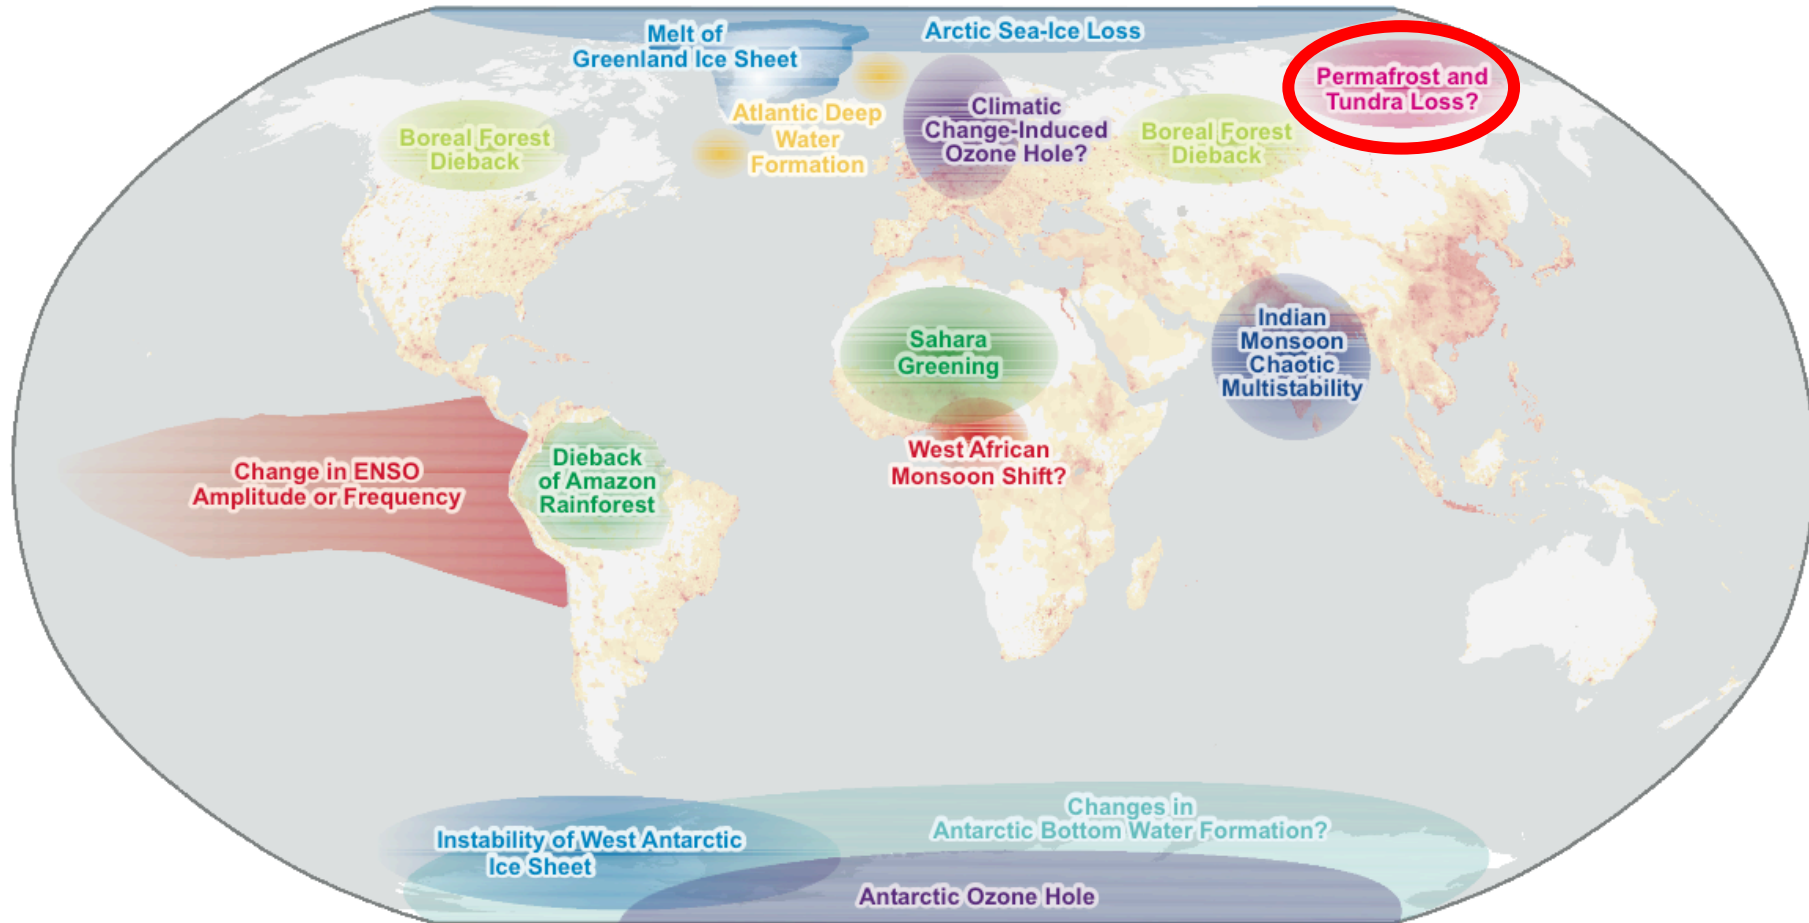 Melt of
Greenland Ice Sheet
Arctic Sea-Ice Loss
Permafrost and
Tundra Loss?
Atlantic Deep
Water
Formation
Climatic
Change-Induced
Ozone Hole?
Boreal Forest
Dieback
Boreal Forest
Dieback
Sahara
Greening
Indian
Monsoon
Chaotic
Multistability
West African
Monsoon Shift?
Change in ENSO
Amplitude or Frequency
Dieback
of Amazon
Rainforest
Changes in
Antarctic Bottom Water Formation?
Instability of West Antarctic
Ice Sheet
Antarctic Ozone Hole